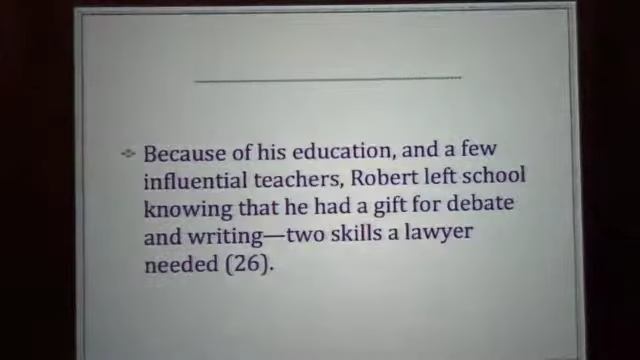 Because of his education, and a few
influential teachers, Robert left school
knowing that he had a gift for debate
and writing—two skills a lawyer
needed (26).